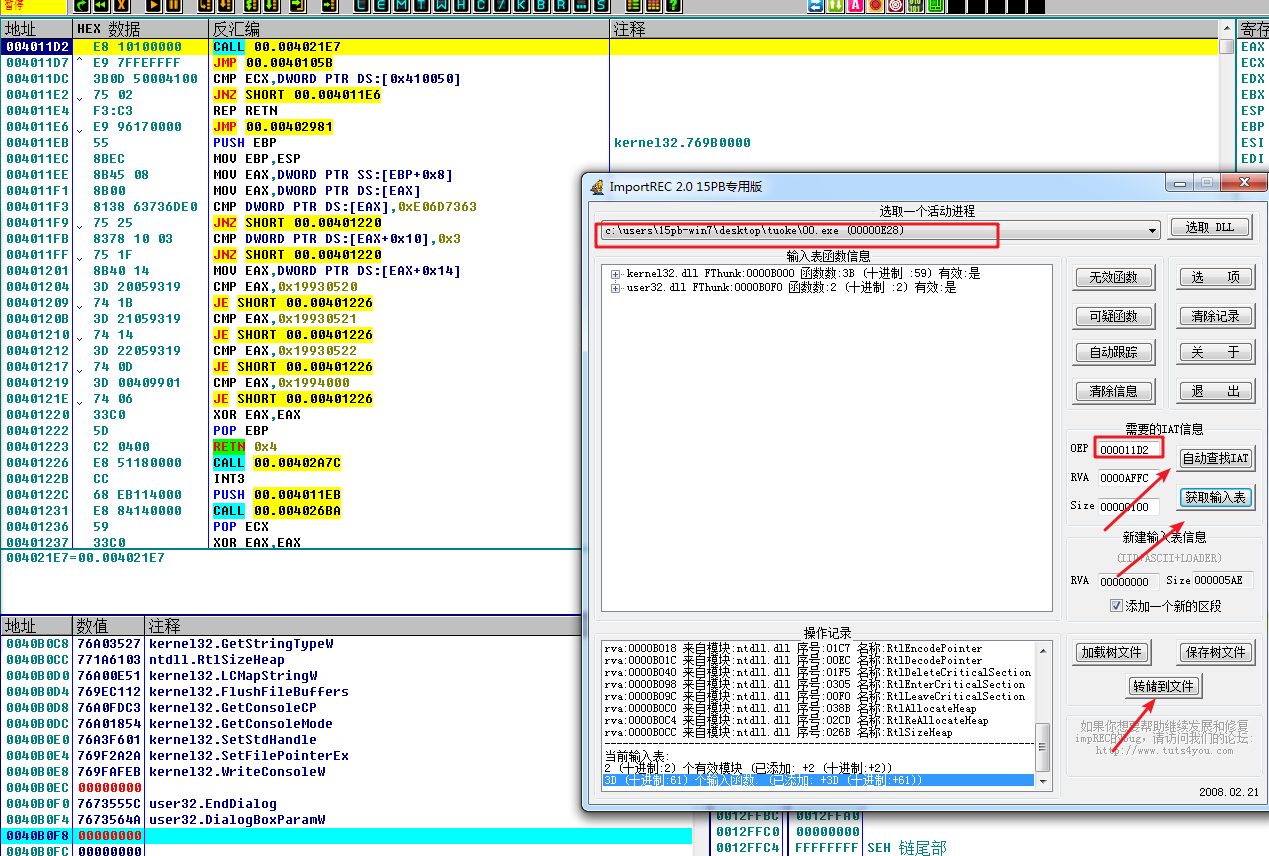 暂停
L E M T W H C / K B R ... S
A
地址 HEX 数据 反汇编 注释 寄存
004011D2 E8 10100000 CALL 00.004021E7 EAX
004011D7 ^ E9 7FFEFFFF JMP 00.0040105B ECX
004011DC 3B0D 50004100 CMP ECX,DWORD PTR DS:[0x410050] EDX
004011E2 75 02 JNZ SHORT 00.004011E6 EBX
004011E4 F3:C3 REP RETN ESP
004011E6 E9 96170000 JMP 00.00402981 EBP
004011EB 55 PUSH EBP kernel32.769B0000 ESI
004011EC 8BEC MOV EBP,ESP EDI
004011EE 8B45 08 MOV EAX,DWORD PTR SS:[EBP+0x8]
004011F1 8B00 MOV EAX,DWORD PTR DS:[EAX]
004011F3 8138 63736DE0 CMP DWORD PTR DS:[EAX],0xE06D7363
004011F9 75 25 JNZ SHORT 00.00401220
004011FB 8378 10 03 CMP DWORD PTR DS:[EAX+0x10],0x3
004011FF 75 1F JNZ SHORT 00.00401220
00401201 8B40 14 MOV EAX,DWORD PTR DS:[EAX+0x14]
00401204 3D 20059319 CMP EAX,0x19930520
00401209 74 1B JE SHORT 00.00401226
0040120B 3D 21059319 CMP EAX,0x19930521
00401210 74 14 JE SHORT 00.00401226
00401212 3D 22059319 CMP EAX,0x19930522
00401217 74 0D JE SHORT 00.00401226
00401219 3D 00409901 CMP EAX,0x1994000
0040121E 74 06 JE SHORT 00.00401226
00401220 33C0 XOR EAX,EAX
00401222 5D POP EBP
00401223 C2 0400 RETN 0x4
00401226 E8 51180000 CALL 00.00402A7C
0040122B CC INT3
0040122C 68 EB114000 PUSH 00.004011EB
00401231 E8 84140000 CALL 00.004026BA
00401236 59 POP ECX
00401237 33C0 XOR EAX,EAX
004021E7=00.004021E7
地址 数值 注释
0040B0C8 76A03527 kernel32.GetStringTypeW
0040B0CC 771A6103 ntdll.RtlSizeHeap
0040B0D0 76A00E51 kernel32.LCMapStringW
0040B0D4 769EC112 kernel32.FlushFileBuffers
0040B0D8 76A0FDC3 kernel32.GetConsoleCP
0040B0DC 76A01854 kernel32.GetConsoleMode
0040B0E0 76A3F601 kernel32.SetStdHandle
0040B0E4 769F2A2A kernel32.SetFilePointerEx
0040B0E8 769FAFEB kernel32.WriteConsoleW
0040B0EC 00000000
0040B0F0 7673555C user32.EndDialog
0040B0F4 7673564A user32.DialogBoxParamW
0040B0F8 00000000
0040B0FC 00000000
ImportREC 2.0 15PB专用版
选取一个活动进程
c:\users\15pb-win7\desktop\tuoke\00.exe (00000E28)
选取 DLL
输入表函数信息
kernel32.dll FThunk:0000B000 函数数:3B (十进制 :59) 有效:是
user32.dll FThunk:0000B0F0 函数数:2 (十进制 :2) 有效:是
无效函数 选 项
可疑函数 清除记录
自动跟踪 关 于
清除信息 退 出
需要的IAT信息
OEP 000011D2 自动查找IAT
RVA 0000AFFC 获取输入表
Size 00000100
新建输入表信息
(IID+ASCII+LOADER)
RVA 00000000 Size 000005AE
添加一个新的区段
加载树文件 保存树文件
转储到文件
如果你想要帮助继续发展和修复
impREC的bug，请访问我们的论坛:
http://www.tuts4you.com
2008.02.21
操作记录
rva:0000B018 来自模块:ntdll.dll 序号:01C7 名称:RtlEncodePointer
rva:0000B01C 来自模块:ntdll.dll 序号:00EC 名称:RtlDecodePointer
rva:0000B040 来自模块:ntdll.dll 序号:01F5 名称:RtlDeleteCriticalSection
rva:0000B098 来自模块:ntdll.dll 序号:0305 名称:RtlEnterCriticalSection
rva:0000B09C 来自模块:ntdll.dll 序号:00F0 名称:RtlLeaveCriticalSection
rva:0000B0C0 来自模块:ntdll.dll 序号:038B 名称:RtlAllocateHeap
rva:0000B0C4 来自模块:ntdll.dll 序号:02CD 名称:RtlReAllocateHeap
rva:0000B0CC 来自模块:ntdll.dll 序号:026B 名称:RtlSizeHeap
当前输入表:
2 (十进制:2) 个有效模块 (已添加: +2 (十进制:+2))
3D (十进制:61) 个输入函数. (已添加: +3D (十进制:+61))
0012FFBC 0012FFA0
0012FFC0 00000000
0012FFC4 FFFFFFFF SEH 链尾部